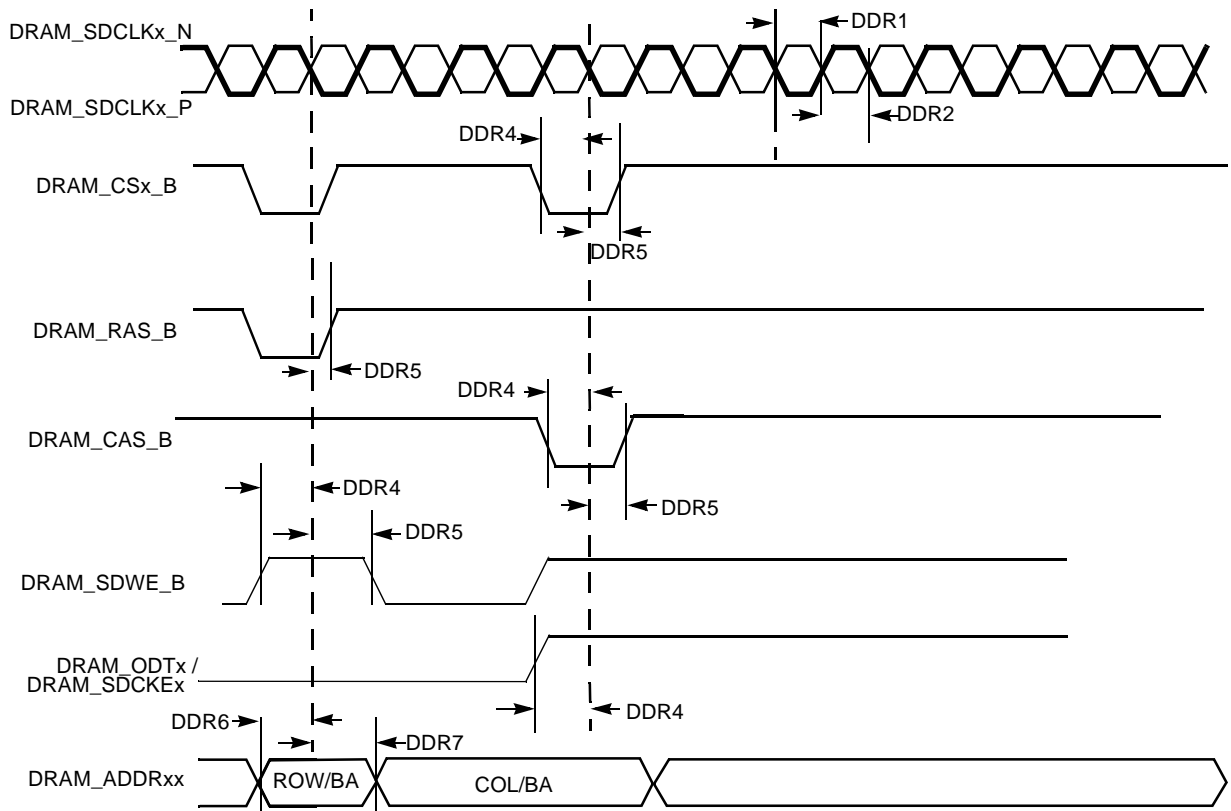 DRAM_SDCLKx_N
DDR1
DRAM_SDCLKx_P
DDR2
DDR4
DRAM_CSx_B
DDR5
DRAM_RAS_B
DDR5
DDR4
DRAM_CAS_B
DDR4
DDR5
DDR5
DRAM_SDWE_B
DRAM_ODTx /
DRAM_SDCKEx
DDR4
DDR6
DDR7
DRAM_ADDRxx
ROW/BA
COL/BA